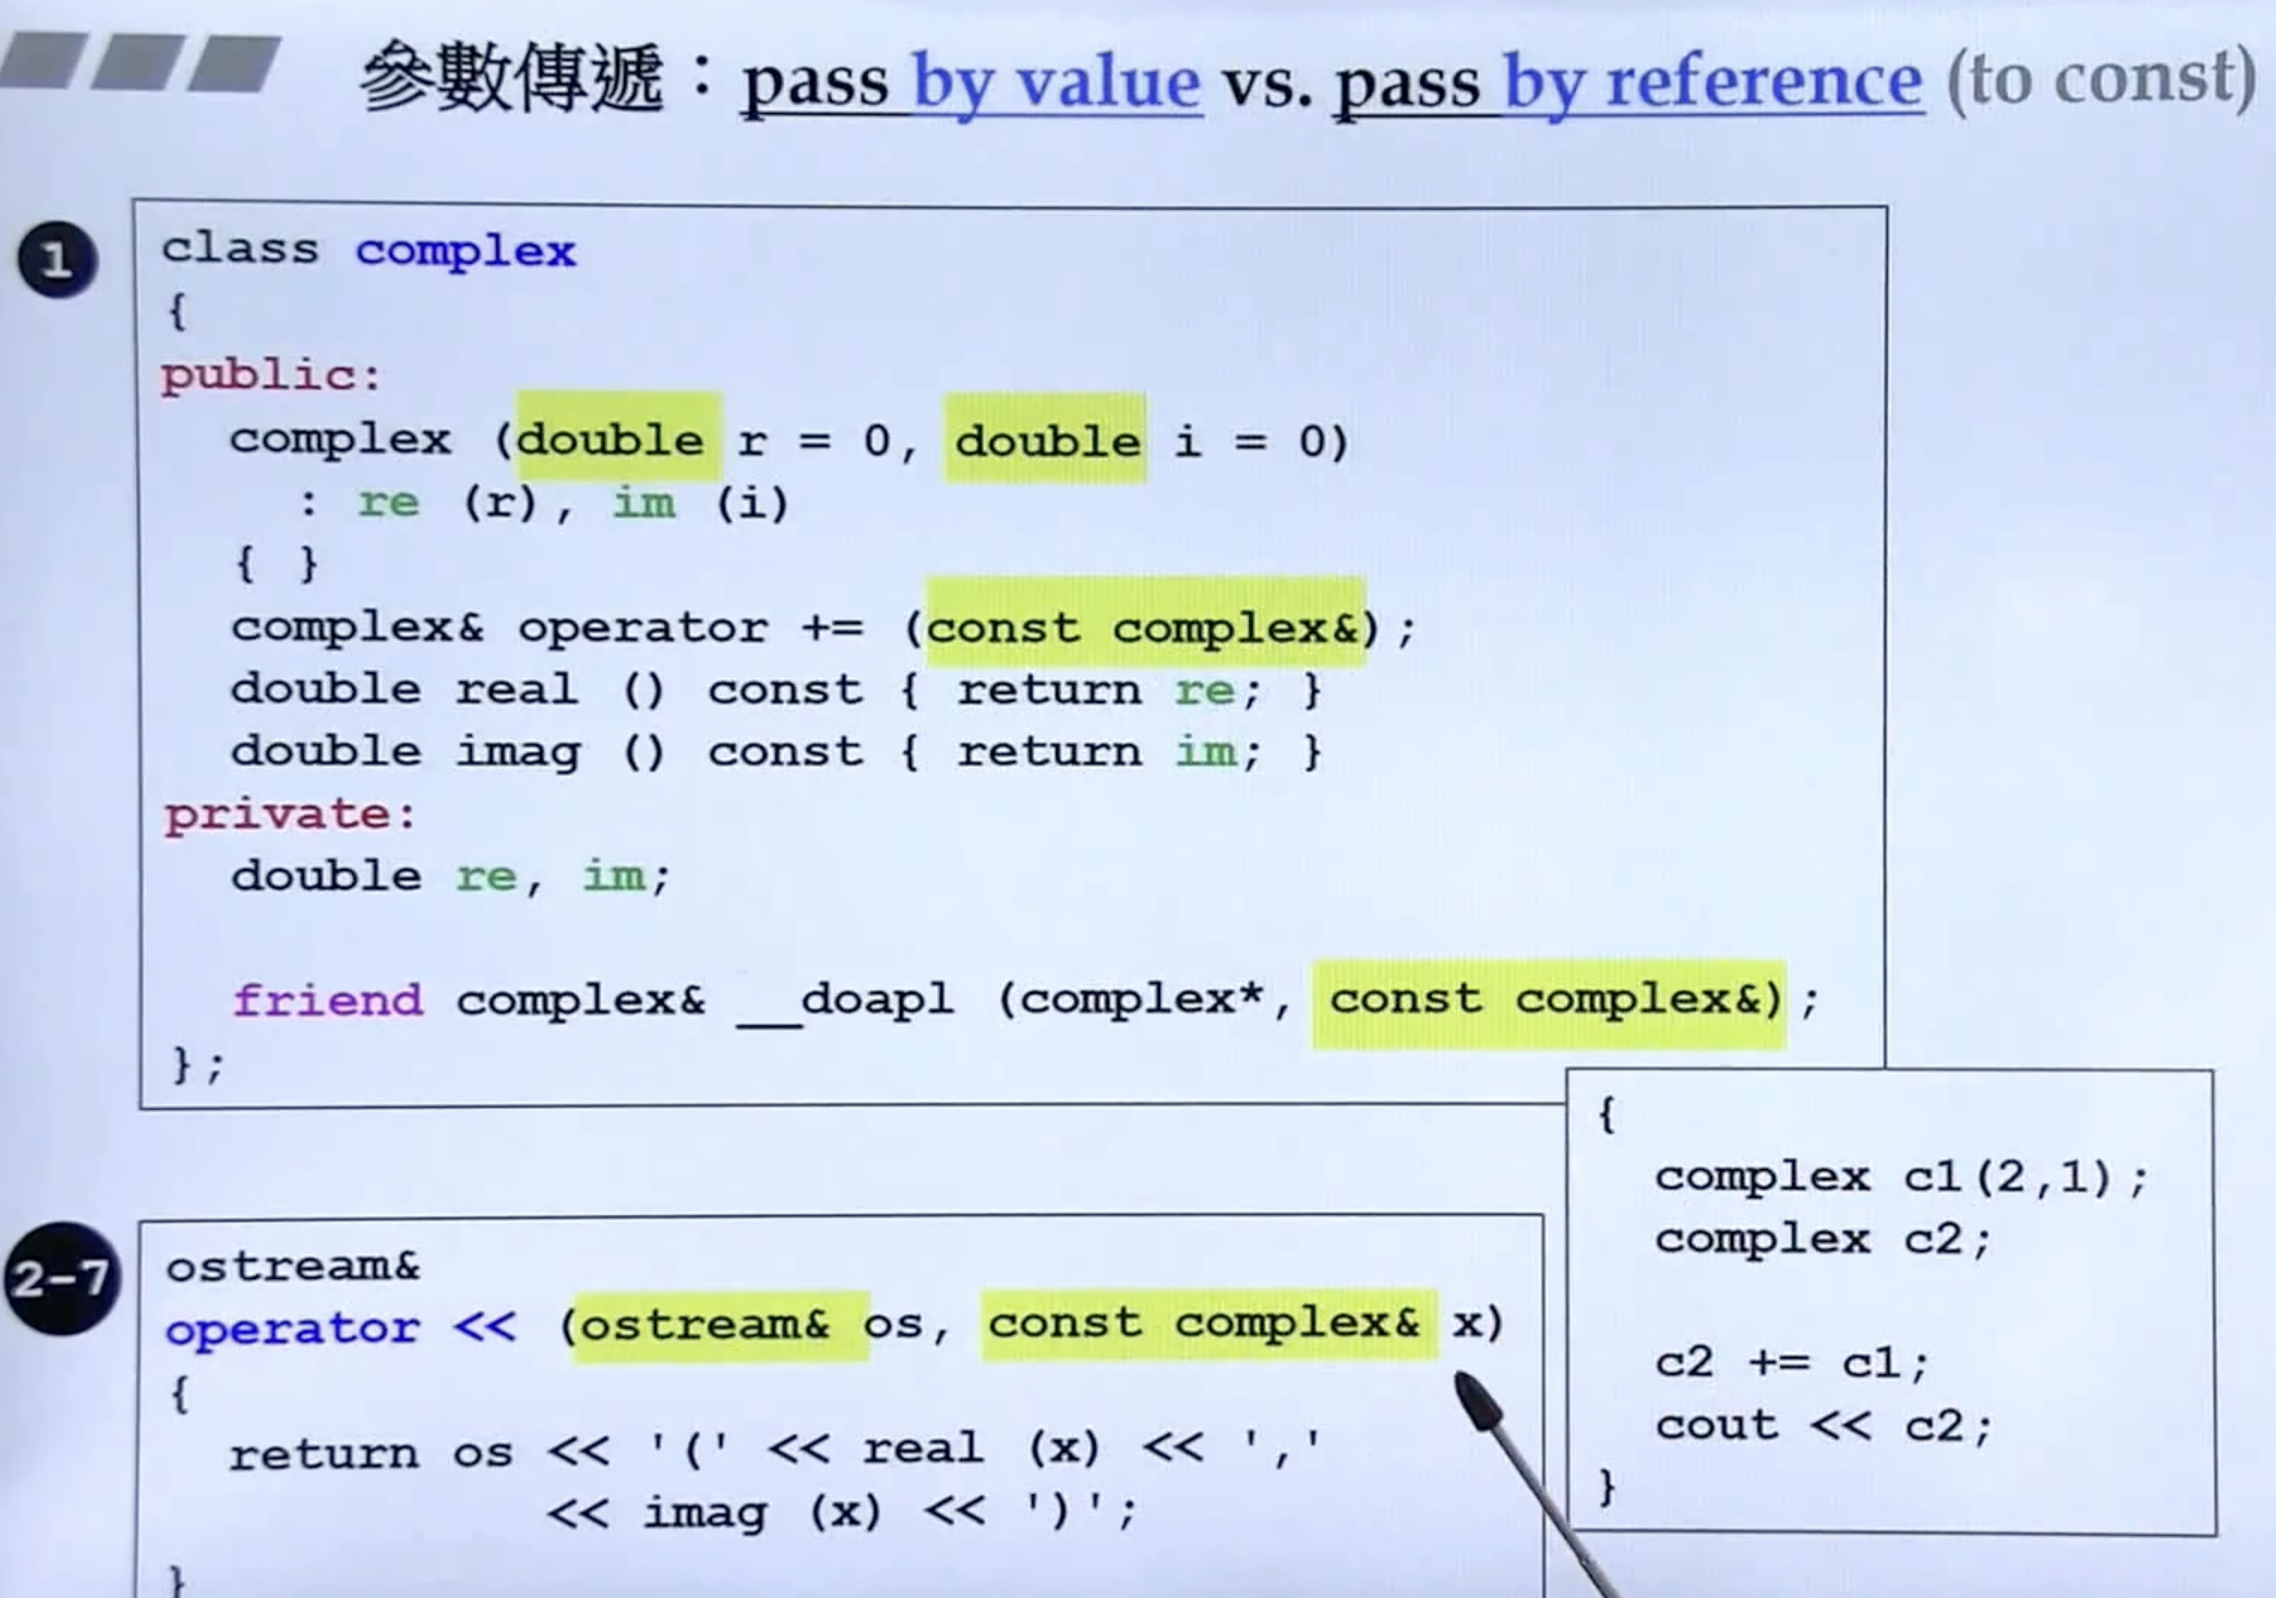 參數傳遞：pass by value vs. pass by reference (to const)
1
class complex
{
public:
complex (double r = 0, double i = 0)
: re (r), im (i)
{ }
complex& operator += (const complex&);
double real () const { return re; }
double imag () const { return im; }
private:
double re, im;
friend complex& __doapl (complex*, const complex&);
};
2-7
ostream&
operator << (ostream& os, const complex& x)
{
return os << '(' << real (x) << ','
<< imag (x) << ')';
}
{
complex c1(2,1);
complex c2;
c2 += c1;
cout << c2;
}